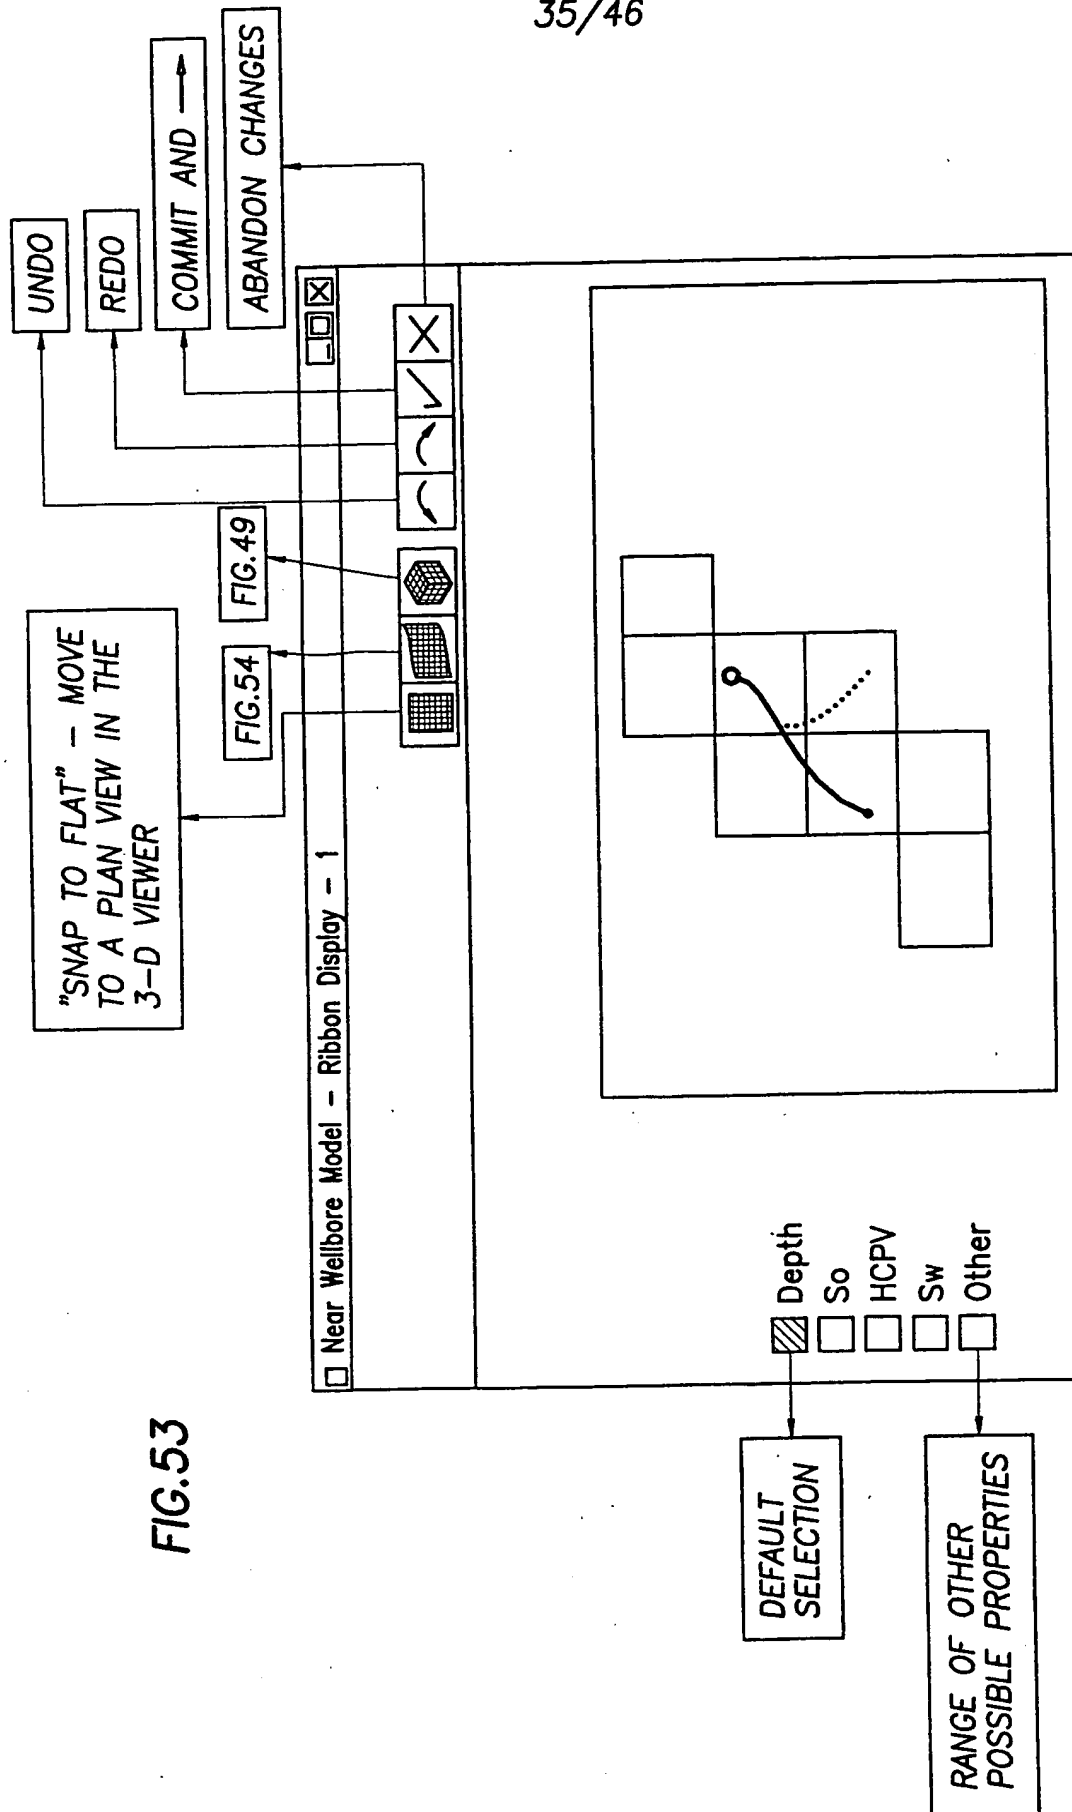 35/46
FIG.53
"SNAP TO FLAT" – MOVE
TO A PLAN VIEW IN THE
3-D VIEWER
FIG.54
FIG.49
UNDO
REDO
COMMIT AND
ABANDON CHANGES
Near Wellbore Model – Ribbon Display – 1
DEFAULT
SELECTION
Depth
So
HCPV
Sw
Other
RANGE OF OTHER
POSSIBLE PROPERTIES